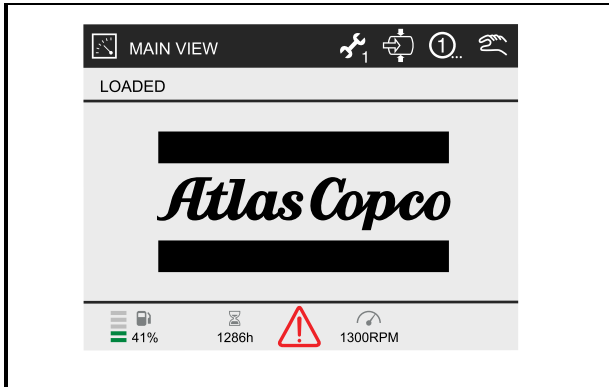 MAIN VIEW
1
1...
LOADED
Atlas Copco
41%
1286h
1300RPM